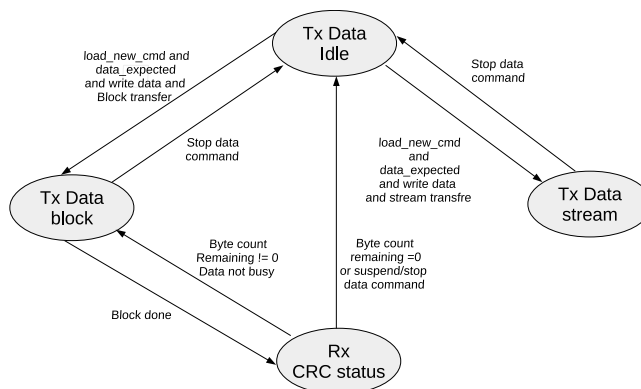 Tx Data
Idle
load_new_cmd and
data_expected
and write data and
Block transfer
Stop data
command
Stop data
command
load_new_cmd
and
data_expected
and write data
and stream transfre
Tx Data
block
Tx Data
stream
Byte count
Remaining != 0
Data not busy
Byte count
remaining =0
or suspend/stop
data command
Block done
Rx
CRC status